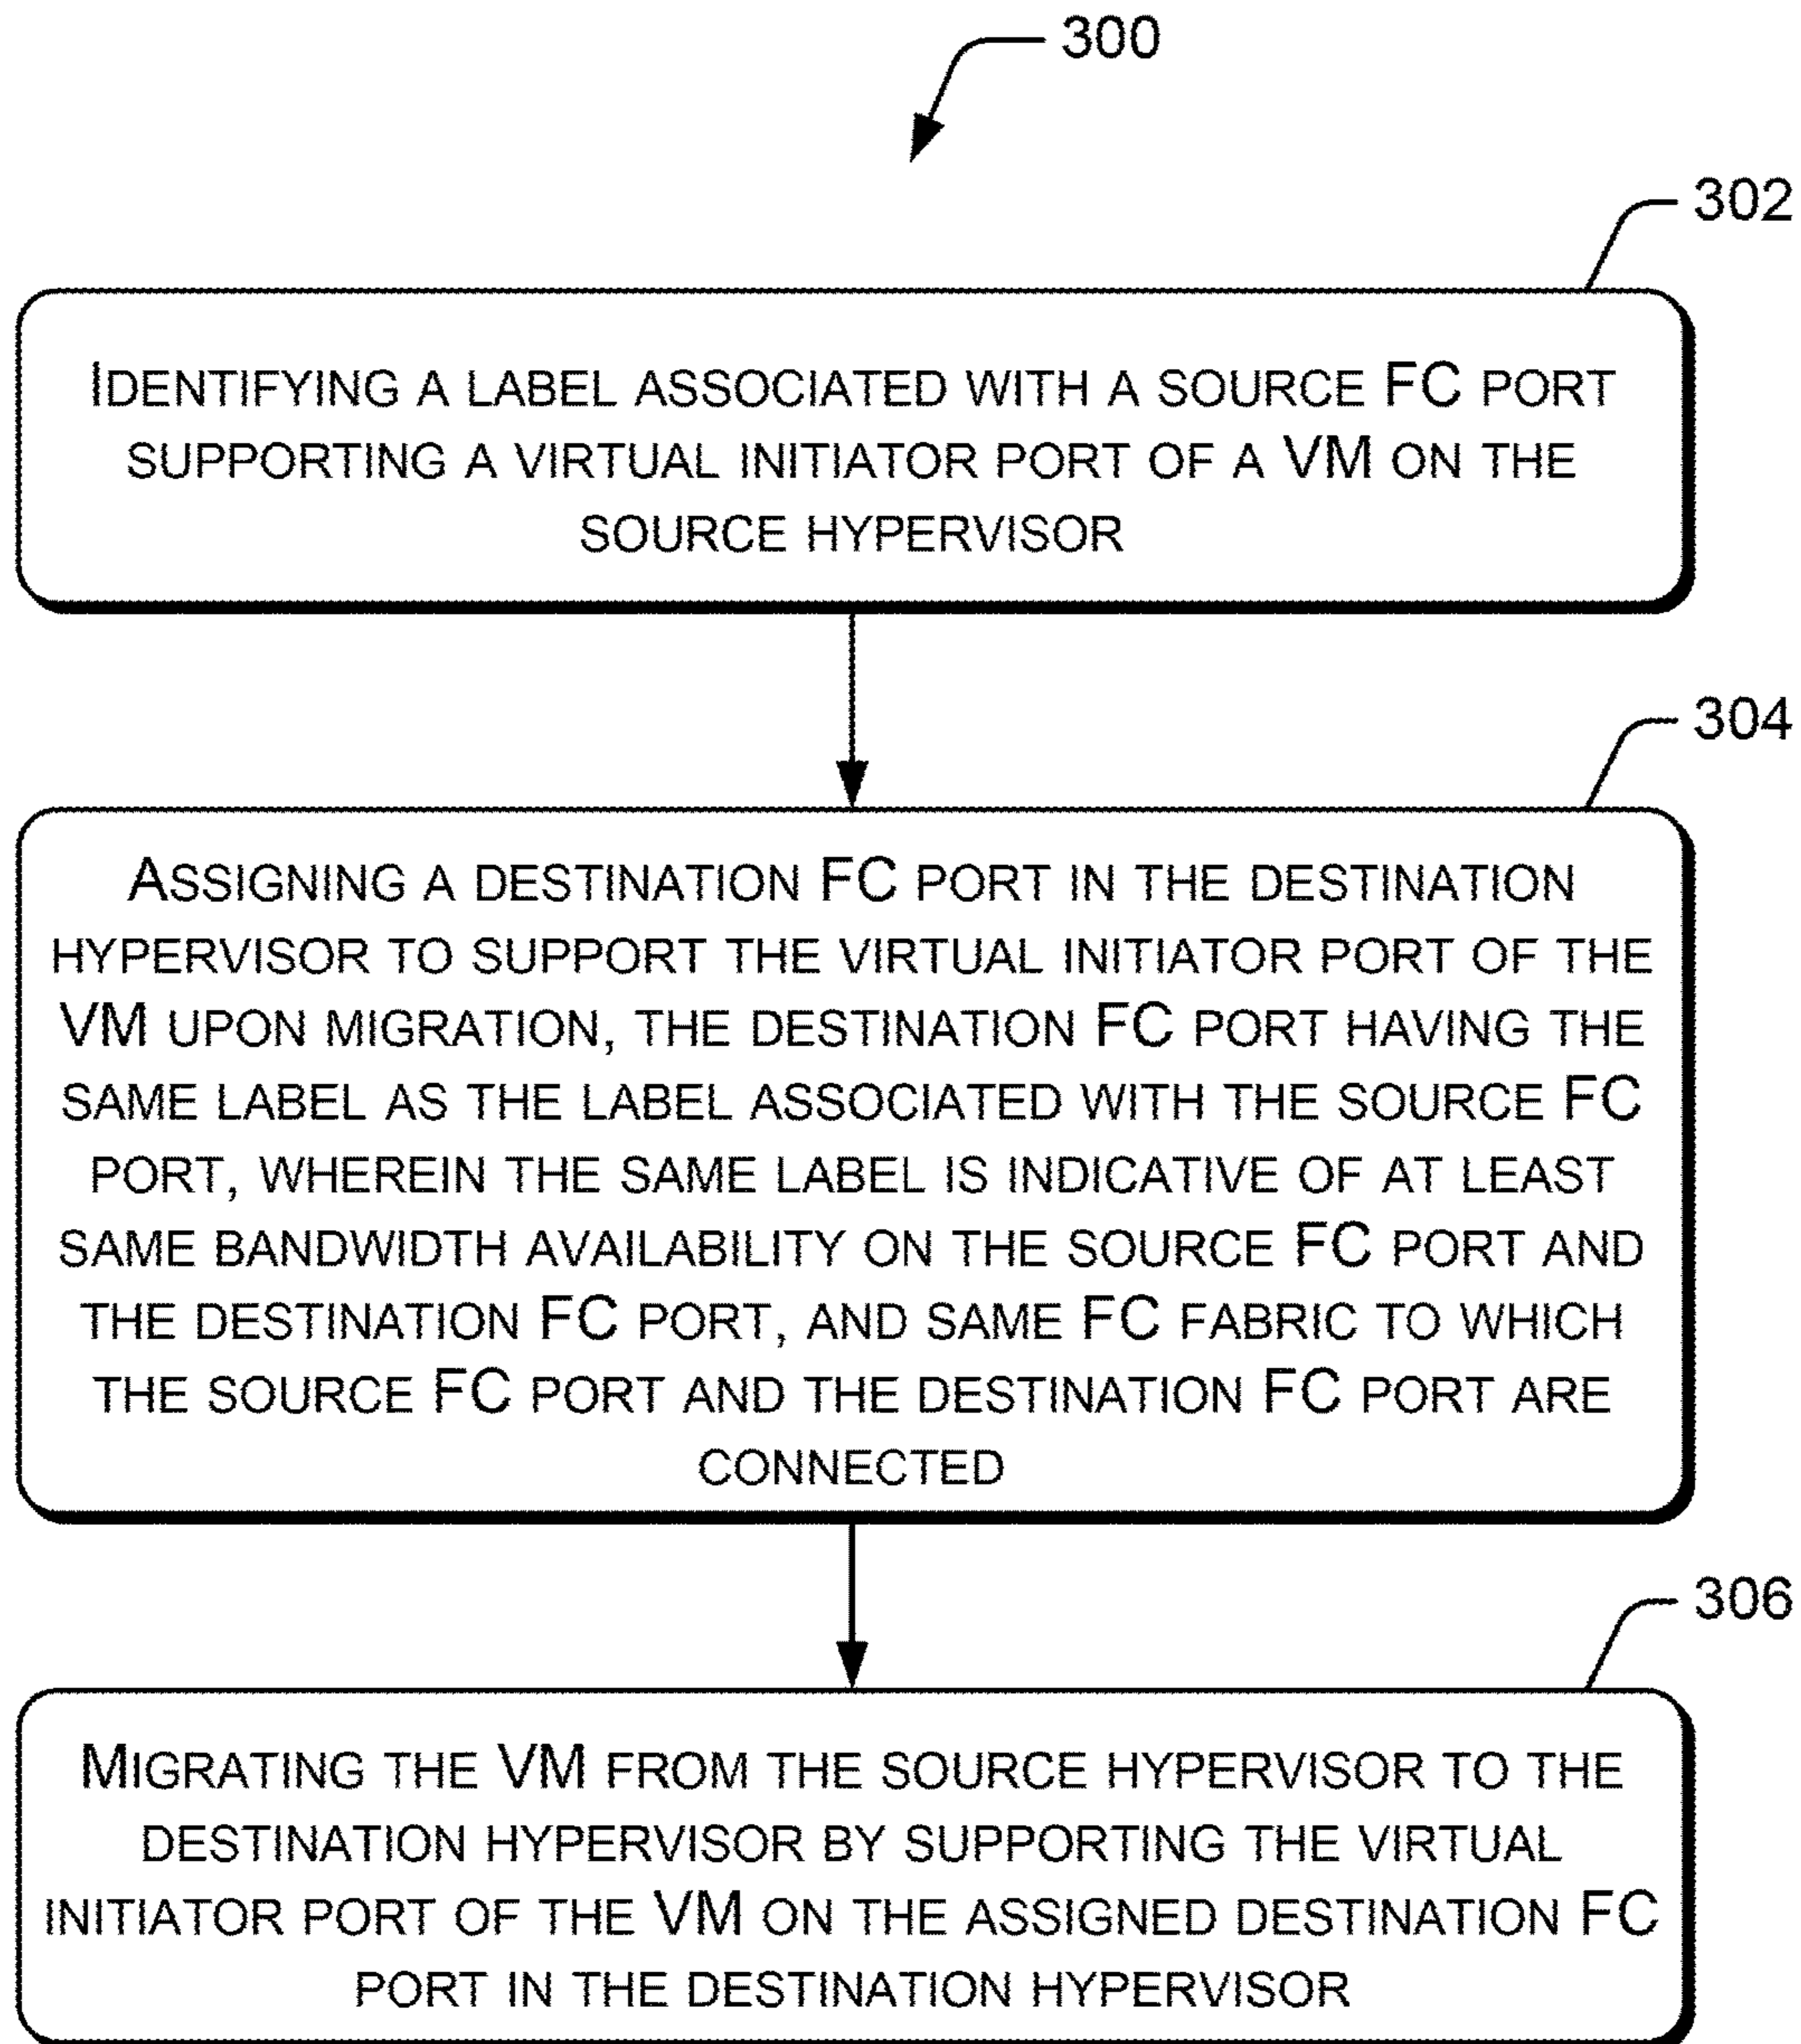 300
302
IDENTIFYING A LABEL ASSOCIATED WITH A SOURCE FC PORT
SUPPORTING A VIRTUAL INITIATOR PORT OF A VM ON THE
SOURCE HYPERVISOR
304
ASSIGNING A DESTINATION FC PORT IN THE DESTINATION
HYPERVISOR TO SUPPORT THE VIRTUAL INITIATOR PORT OF THE
VM UPON MIGRATION, THE DESTINATION FC PORT HAVING THE
SAME LABEL AS THE LABEL ASSOCIATED WITH THE SOURCE FC
PORT, WHEREIN THE SAME LABEL IS INDICATIVE OF AT LEAST
SAME BANDWIDTH AVAILABILITY ON THE SOURCE FC PORT AND
THE DESTINATION FC PORT, AND SAME FC FABRIC TO WHICH
THE SOURCE FC PORT AND THE DESTINATION FC PORT ARE
CONNECTED
306
MIGRATING THE VM FROM THE SOURCE HYPERVISOR TO THE
DESTINATION HYPERVISOR BY SUPPORTING THE VIRTUAL
INITIATOR PORT OF THE VM ON THE ASSIGNED DESTINATION FC
PORT IN THE DESTINATION HYPERVISOR